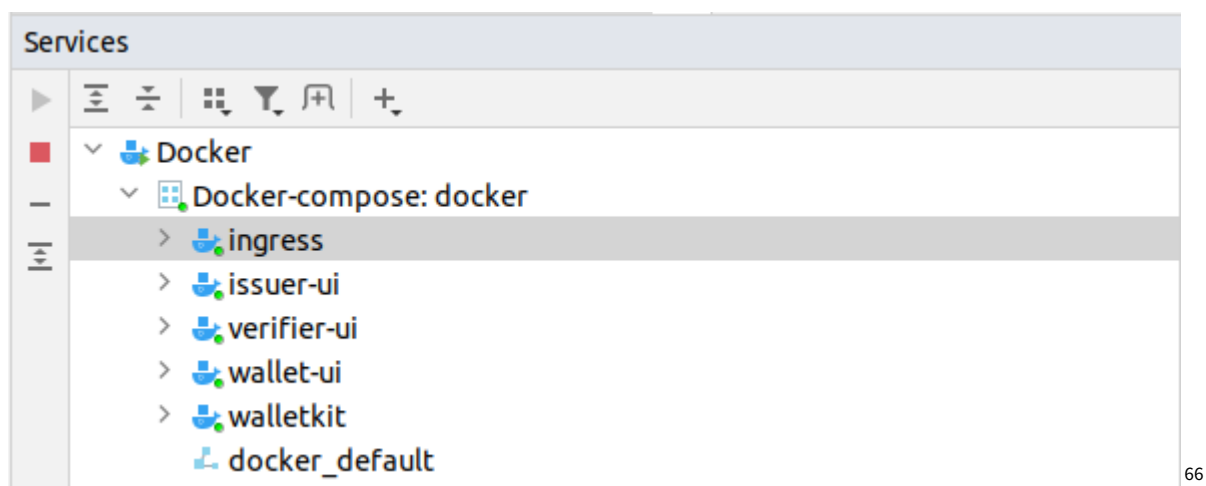 Services
Docker
Docker-compose: docker
ingress
issuer-ui
verifier-ui
wallet-ui
walletkit
docker_default
66